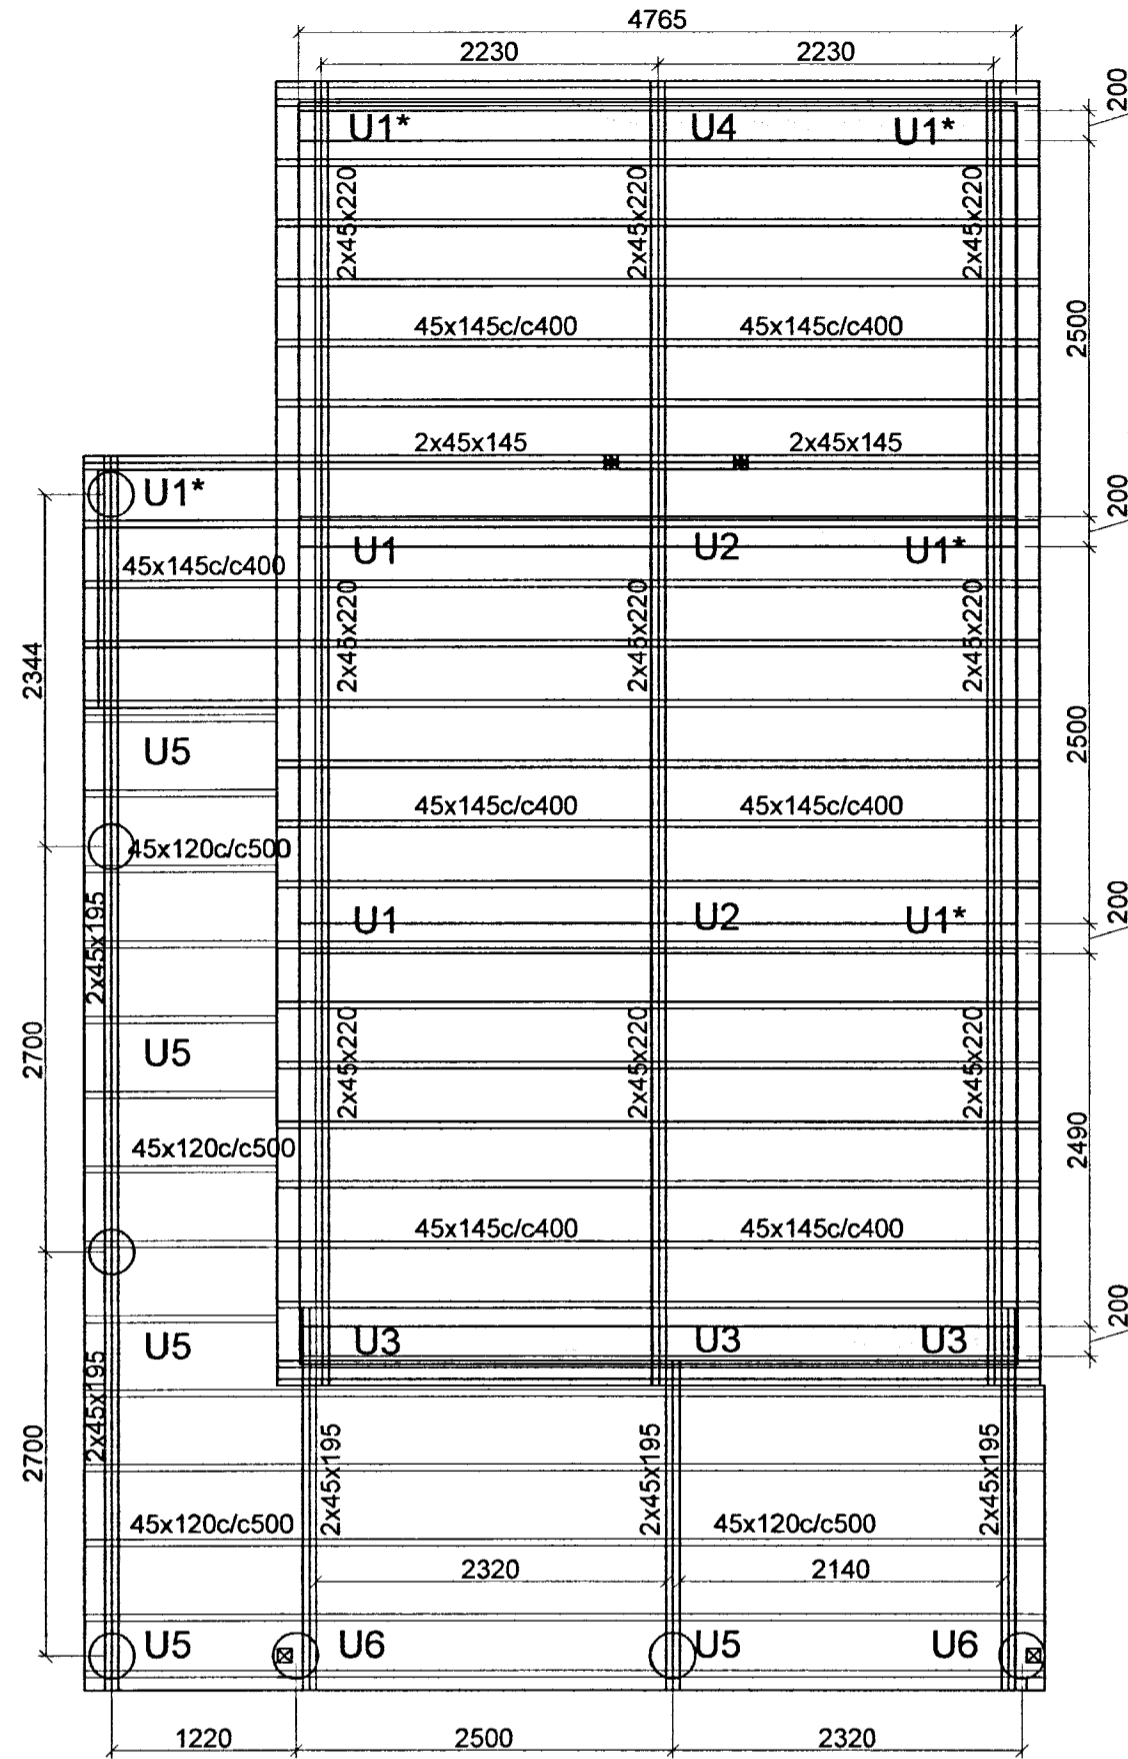 4765
2230 2230
200
U1* U4 U1*
2x45x220 2x45x220 2x45x220
2500
45x145c/c400 45x145c/c400
2x45x145 2x45x145
U1*
200
U1 U2 U1*
45x145c/c400
2x45x220 2x45x220 2x45x220
2344
2500
U5
45x145c/c400 45x145c/c400
45x120c/c500
2x45x195
U1 U2 U1*
200
U5
2x45x220 2x45x220 2x45x220
2700
2490
45x120c/c500
45x145c/c400 45x145c/c400
200
U5 U3 U3 U3
2x45x195
2700
2x45x195 2x45x195 2x45x195
45x120c/c500 45x120c/c500
2320 2140
U5 U6 U5 U6
1220 2500 2320